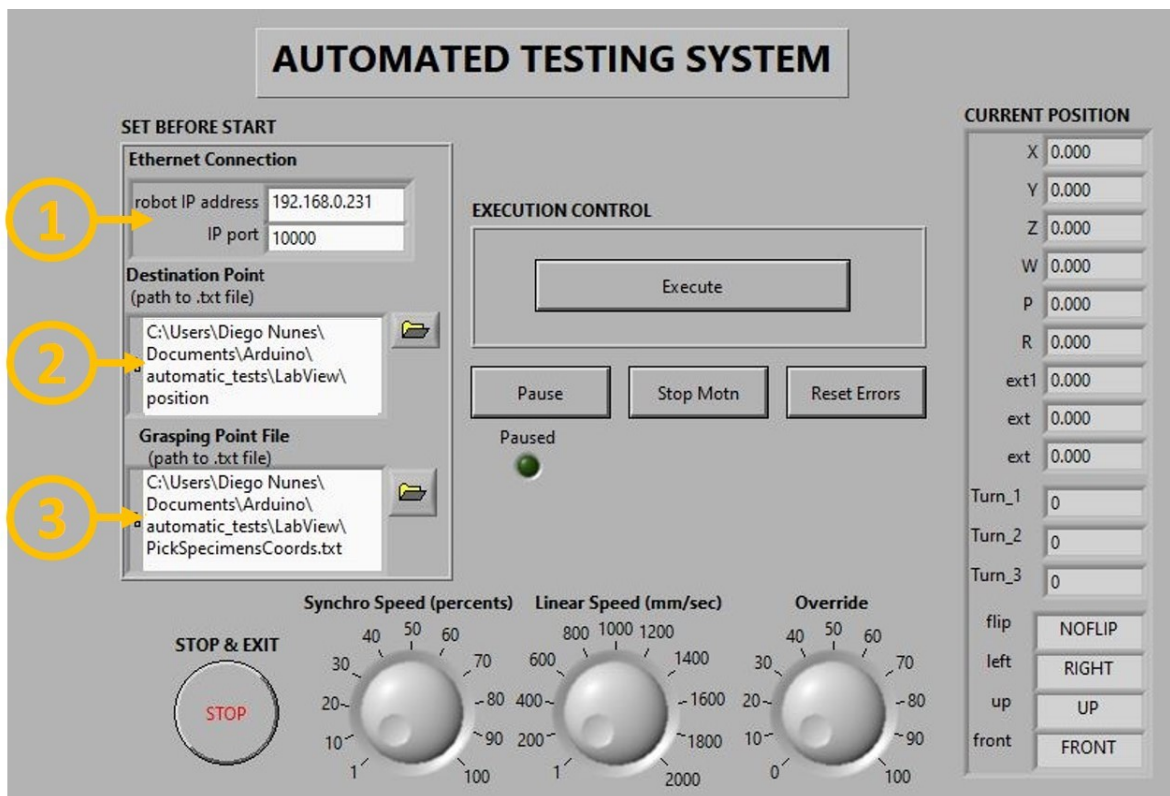 AUTOMATED TESTING SYSTEM
SET BEFORE START
Ethernet Connection
robot IP address 192.168.0.231
IP port 10000
1
Destination Point
(path to .txt file)
C:\Users\Diego Nunes\
Documents\Arduino\
automatic_tests\LabView\
position
2
Grasping Point File
(path to .txt file)
C:\Users\Diego Nunes\
Documents\Arduino\
automatic_tests\LabView\
PickSpecimensCoords.txt
3
EXECUTION CONTROL
Execute
Pause Stop Motn Reset Errors
Paused
STOP & EXIT
STOP
Synchro Speed (percents)
1 10 20 30 40 50 60 70 80 90 100
Linear Speed (mm/sec)
1 200 400 600 800 1000 1200 1400 1600 1800 2000
Override
0 10 20 30 40 50 60 70 80 90 100
CURRENT POSITION
X 0.000
Y 0.000
Z 0.000
W 0.000
P 0.000
R 0.000
ext1 0.000
ext 0.000
ext 0.000
Turn_1 0
Turn_2 0
Turn_3 0
flip NOFLIP
left RIGHT
up UP
front FRONT